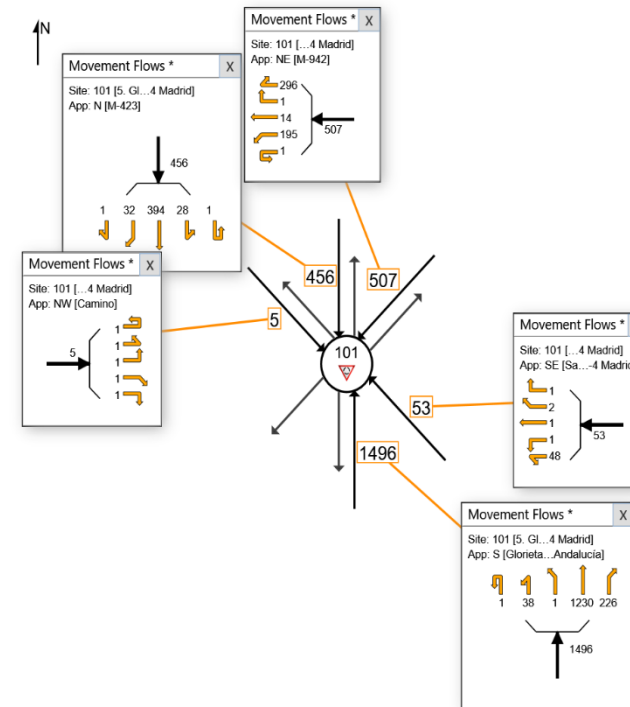 N
Movement Flows * X
Site: 101 [...4 Madrid]
App: NE [M-942]
296
1
14
195
1
507
Movement Flows * X
Site: 101 [5. Gl...4 Madrid]
App: N [M-423]
456
1 32 394 28 1
Movement Flows * X
Site: 101 [...4 Madrid]
App: NW [Camino]
5
1
1
1
1
1
456
507
5
101
53
1496
Movement Flows *
Site: 101 [...4 Madrid]
App: SE [Sa...-4 Madrid
1
2
1
1
48
53
Movement Flows * X
Site: 101 [5. Gl...4 Madrid]
App: S [Glorieta...Andalucía]
1 38 1 1230 226
1496